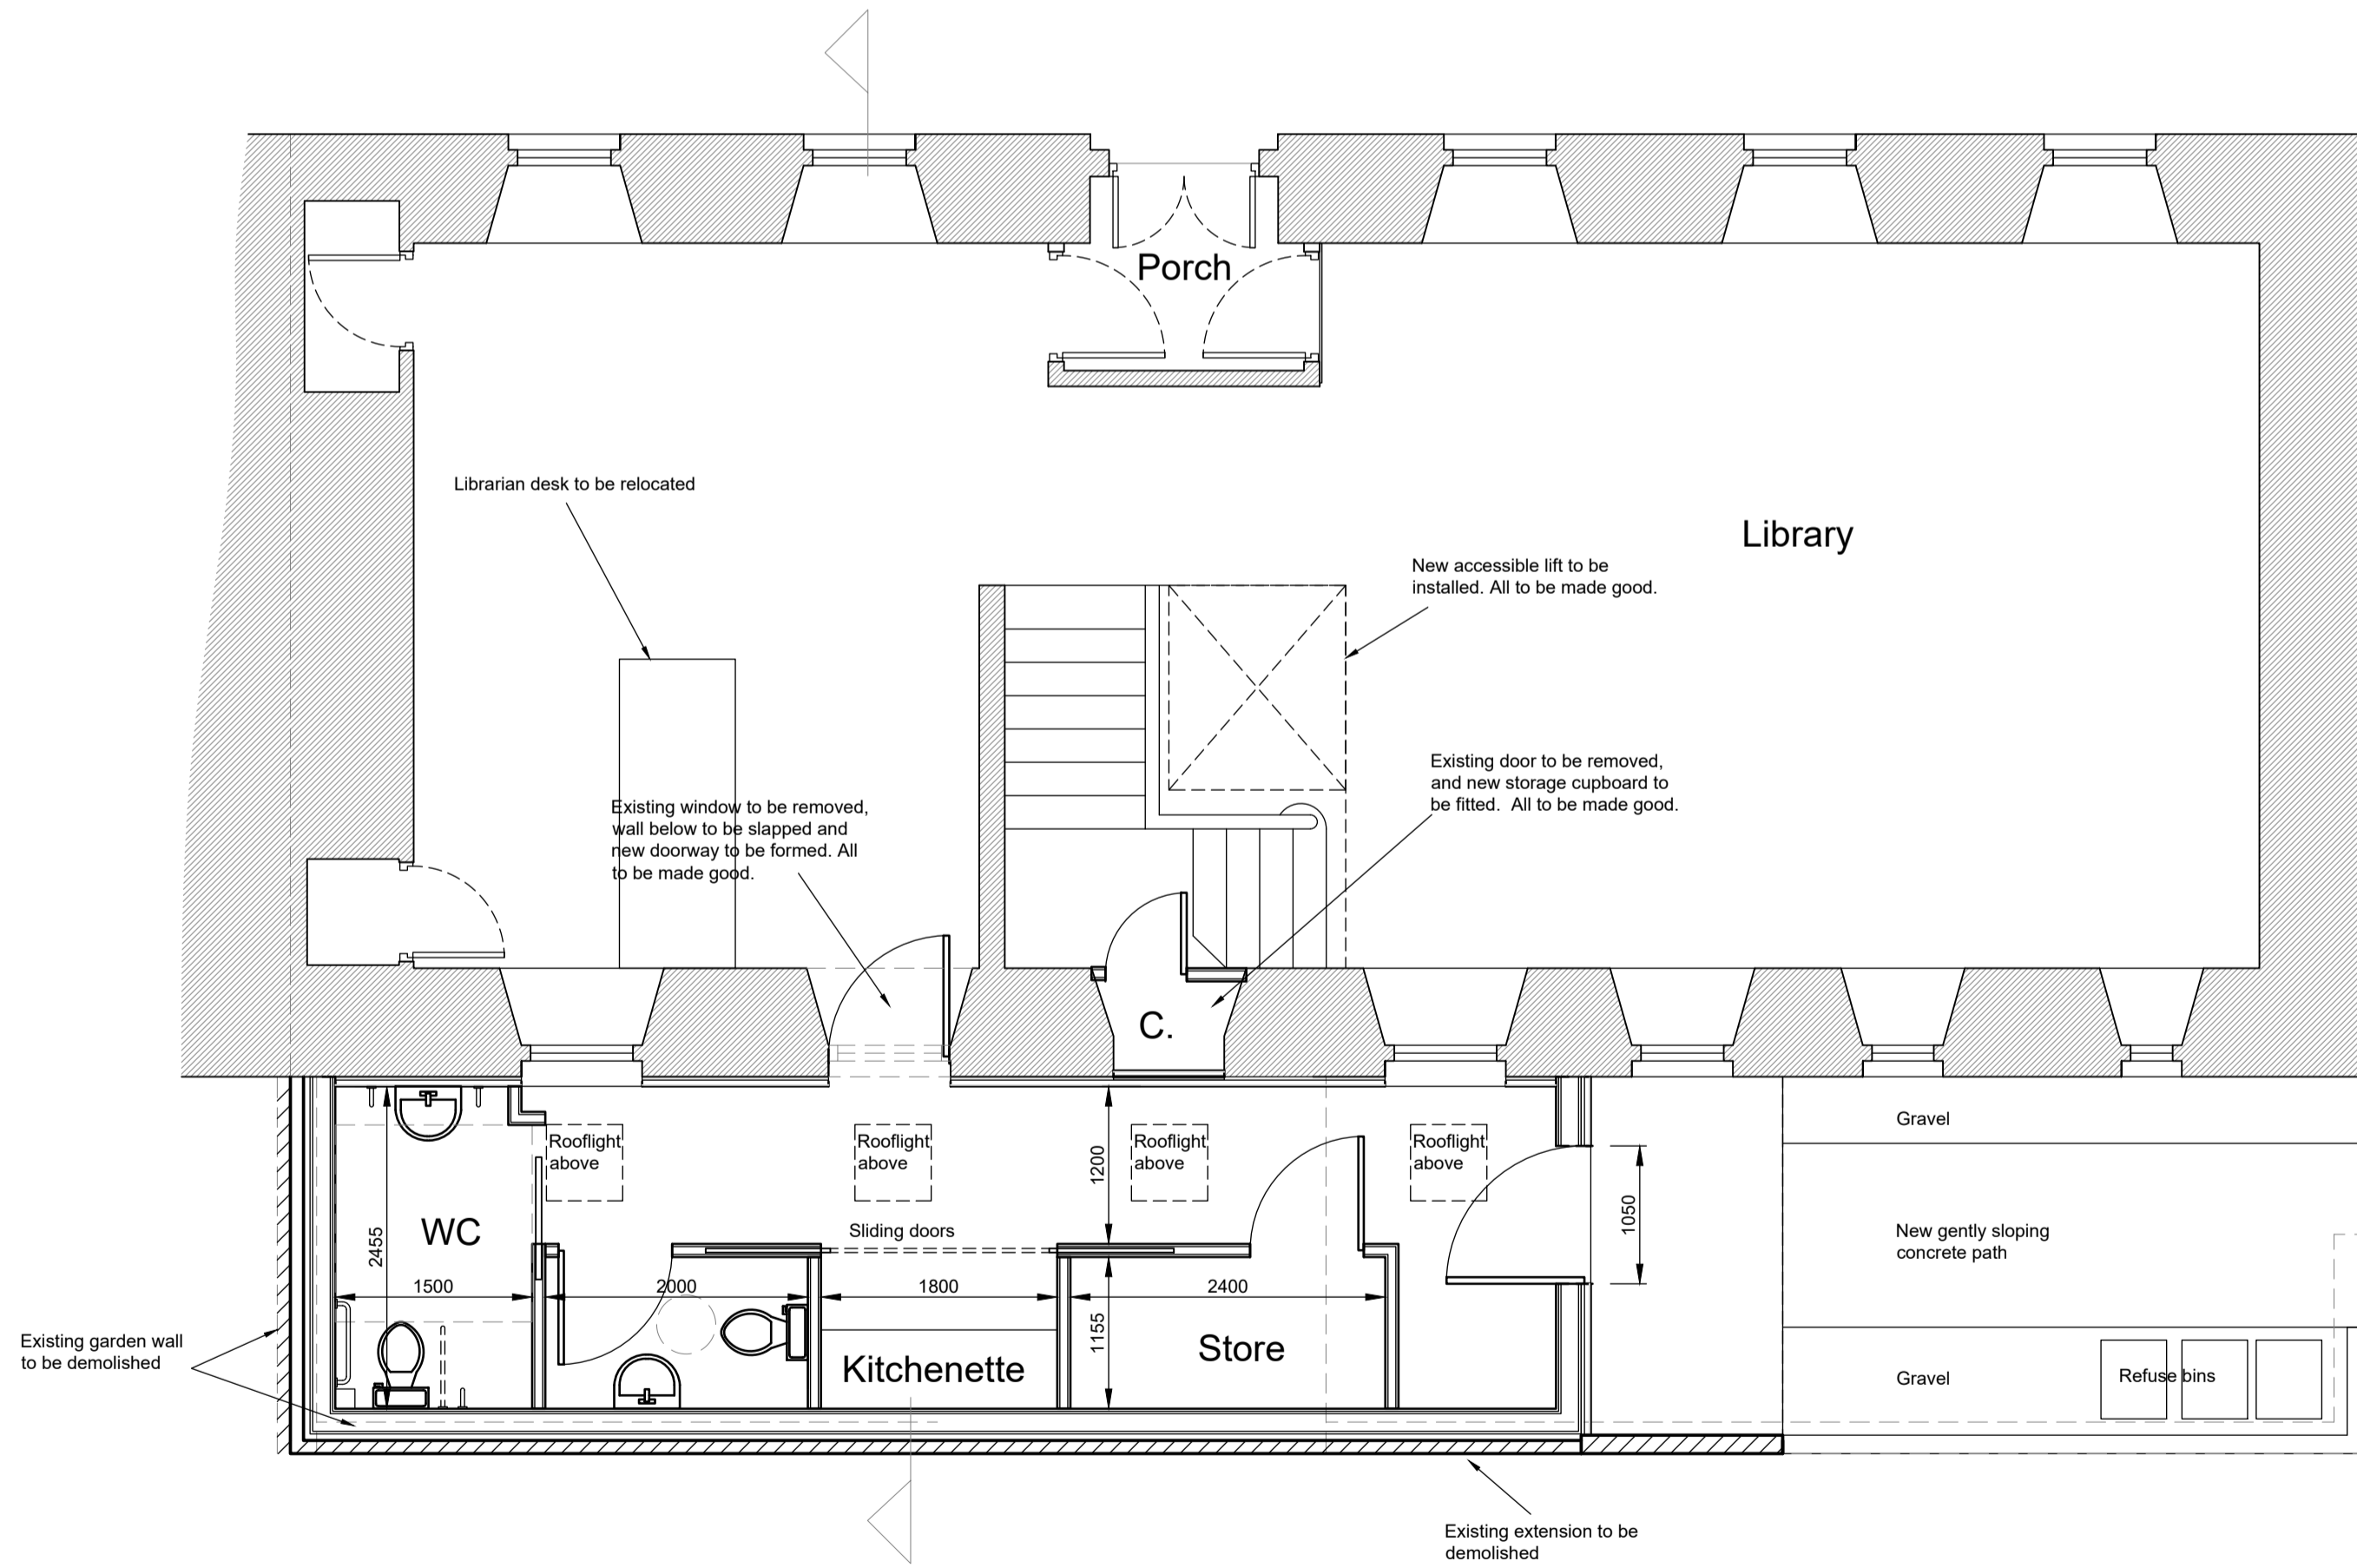 Porch
Librarian desk to be relocated
Library
New accessible lift to be
installed. All to be made good.
Existing door to be removed,
and new storage cupboard to
be fitted.  All to be made good.
Existing window to be removed,
wall below to be slapped and
new doorway to be formed. All
to be made good.
C.
Rooflight
above
Rooflight
above
Rooflight
above
Rooflight
above
Gravel
1200
1050
WC
2455
Sliding doors
New gently sloping
concrete path
1500
2000
1800
2400
1155
Store
Kitchenette
Existing garden wall
to be demolished
Gravel
Refuse bins
Existing extension to be
demolished